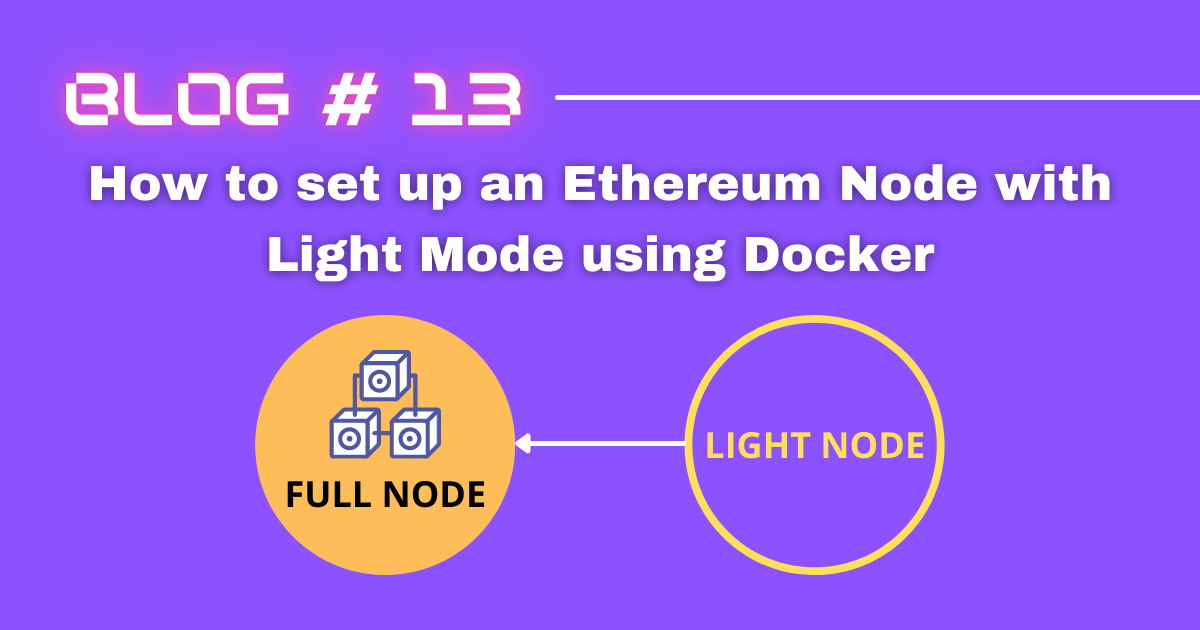 BLOG # 13
How to set up an Ethereum Node with
Light Mode using Docker
FULL NODE
LIGHT NODE